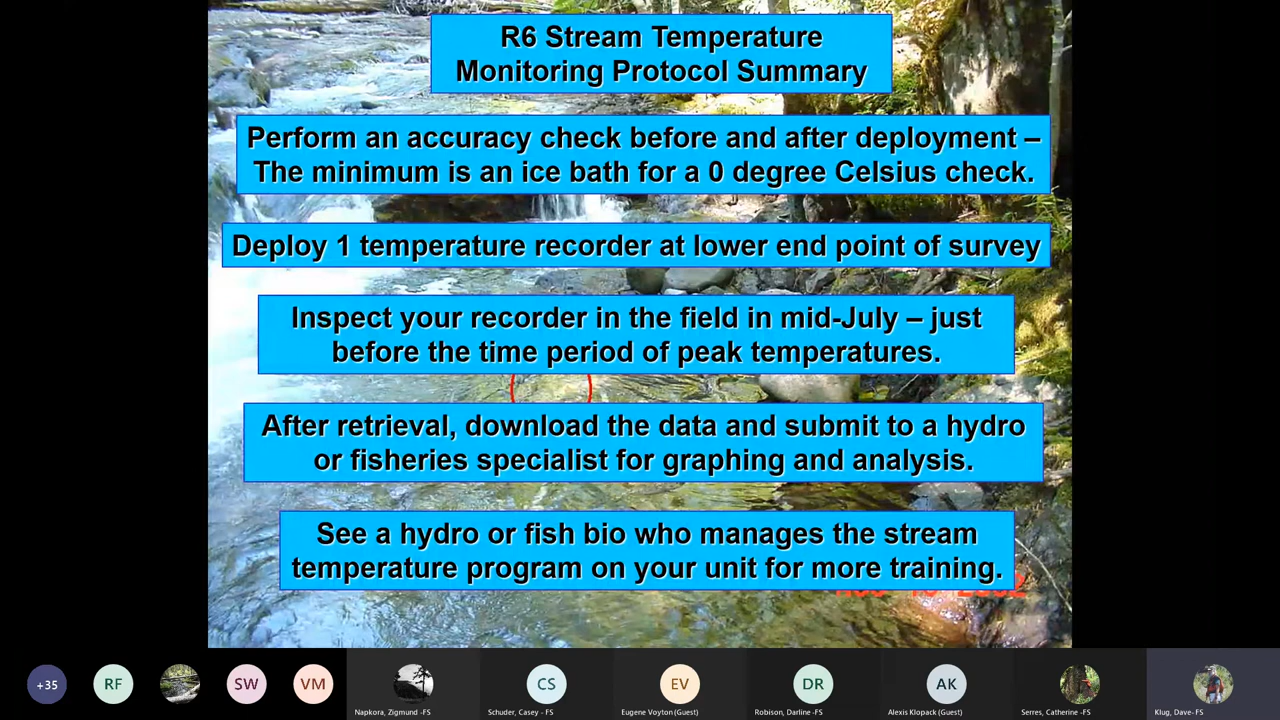 R6 Stream Temperature
Monitoring Protocol Summary
Perform an accuracy check before and after deployment –
The minimum is an ice bath for a 0 degree Celsius check.
Deploy 1 temperature recorder at lower end point of survey
Inspect your recorder in the field in mid-July – just
before the time period of peak temperatures.
After retrieval, download the data and submit to a hydro
or fisheries specialist for graphing and analysis.
See a hydro or fish bio who manages the stream
temperature program on your unit for more training.
+35
RF
SW
VM
CS
EV
DR
AK
Napkora, Zigmund -FS
Schuder, Casey - FS
Eugene Voyton (Guest)
Robison, Darline -FS
Alexis Klopack (Guest)
Serres, Catherine -FS
Klug, Dave- FS